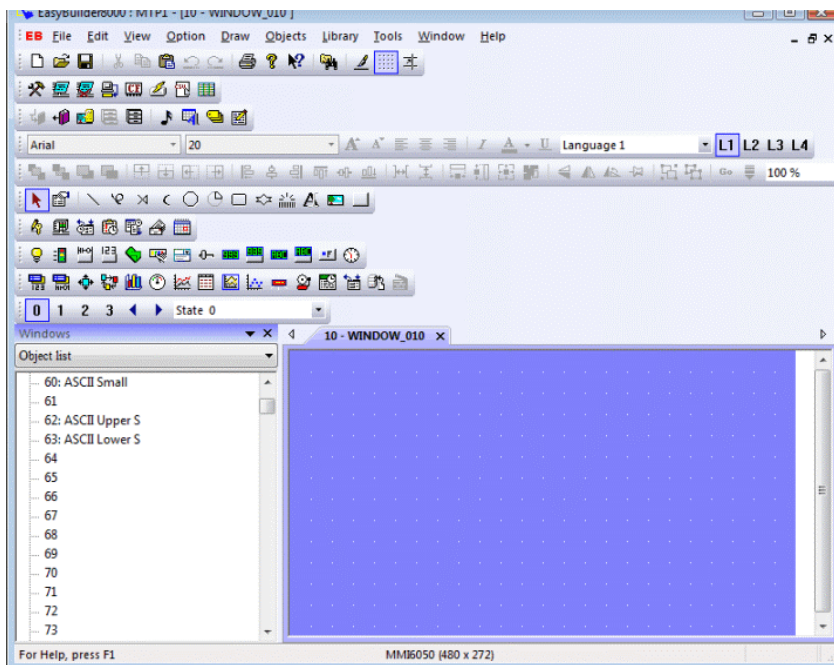 EasyBuilder8000 : MTP1 - [10 - WINDOW_010 ]
EB File Edit View Option Draw Objects Library Tools Window Help
Arial 20 A A I A U Language 1 L1 L2 L3 L4
Go 100 %
A
0 1 2 3 State 0
Windows
10 - WINDOW_010
Object list
60: ASCII Small
61
62: ASCII Upper S
63: ASCII Lower S
64
65
66
67
68
69
70
71
72
73
For Help, press F1 MMI6050 (480 x 272)